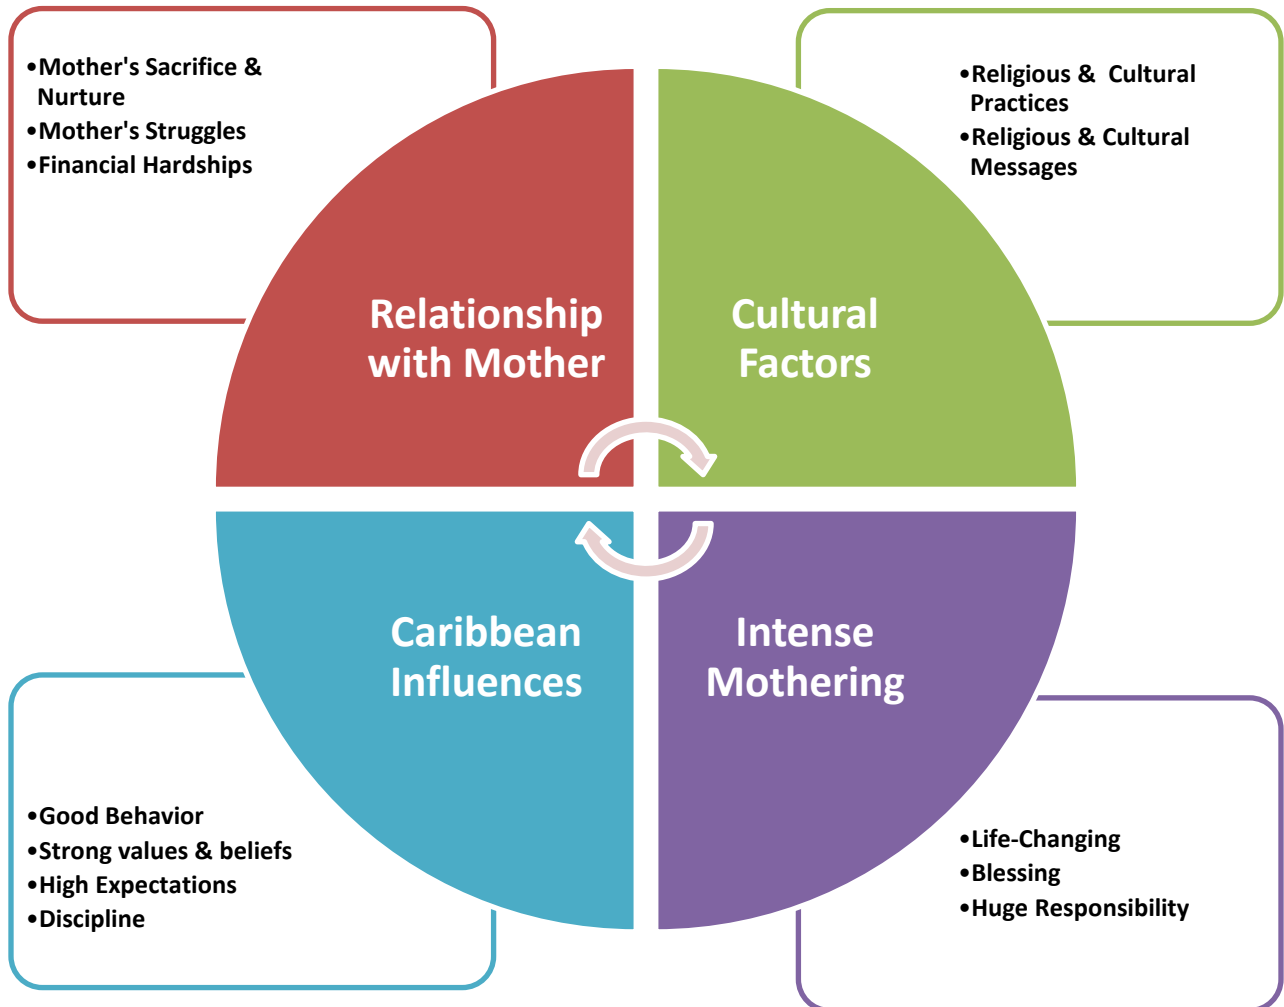 •Mother's Sacrifice &
Nurture
•Mother's Struggles
•Financial Hardships
•Religious & Cultural
Practices
•Religious & Cultural
Messages
Relationship
with Mother
Cultural
Factors
Caribbean
Influences
Intense
Mothering
•Good Behavior
•Strong values & beliefs
•High Expectations
•Discipline
•Life-Changing
•Blessing
•Huge Responsibility